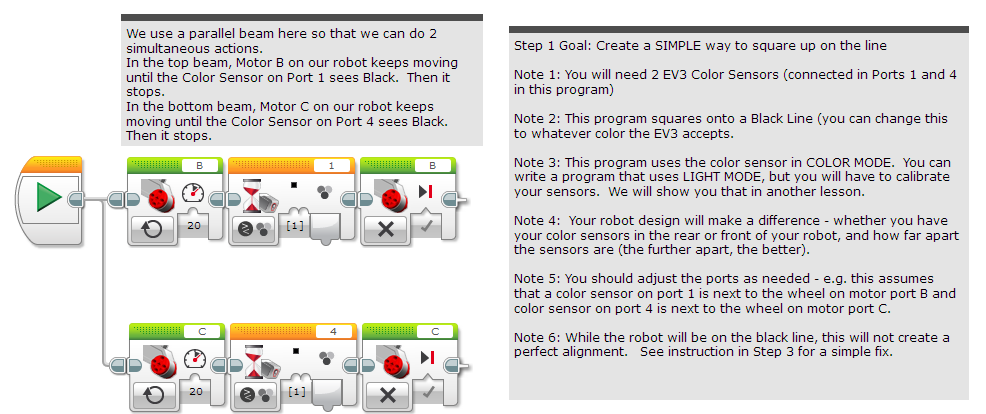 We use a parallel beam here so that we can do 2
simultaneous actions.
In the top beam, Motor B on our robot keeps moving
until the Color Sensor on Port 1 sees Black.  Then it
stops.
In the bottom beam, Motor C on our robot keeps
moving until the Color Sensor on Port 4 sees Black.
Then it stops.
Step 1 Goal: Create a SIMPLE way to square up on the line
Note 1: You will need 2 EV3 Color Sensors (connected in Ports 1 and 4
in this program)
Note 2: This program squares onto a Black Line (you can change this
to whatever color the EV3 accepts.
Note 3: This program uses the color sensor in COLOR MODE.  You can
write a program that uses LIGHT MODE, but you will have to calibrate
your sensors.  We will show you that in another lesson.
Note 4:  Your robot design will make a difference - whether you have
your color sensors in the rear or front of your robot, and how far apart
the sensors are (the further apart, the better).
Note 5: You should adjust the ports as needed - e.g. this assumes
that a color sensor on port 1 is next to the wheel on motor port B and
color sensor on port 4 is next to the wheel on motor port C.
Note 6: While the robot will be on the black line, this will not create a
perfect alignment.   See instruction in Step 3 for a simple fix.
B 1 B
20 [1]
C 4 C
20 [1]